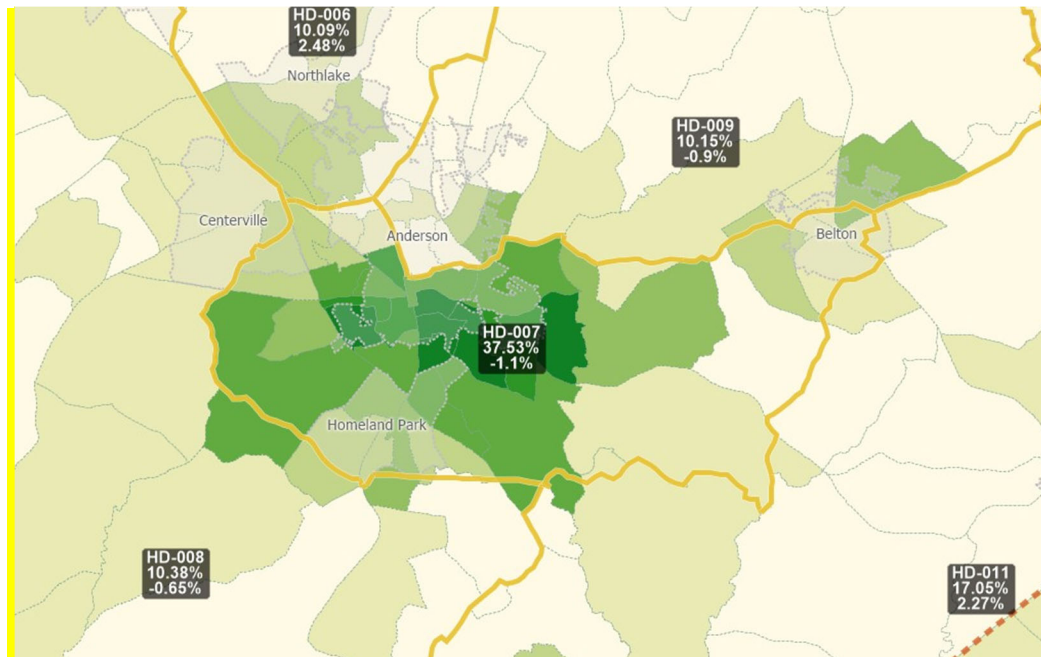 HD-006
10.09%
2.48%
Northlake
HD-009
10.15%
-0.9%
Centerville
Anderson
Belton
HD-007
37.53%
-1.1%
Homeland Park
HD-008
10.38%
-0.65%
HD-011
17.05%
2.27%